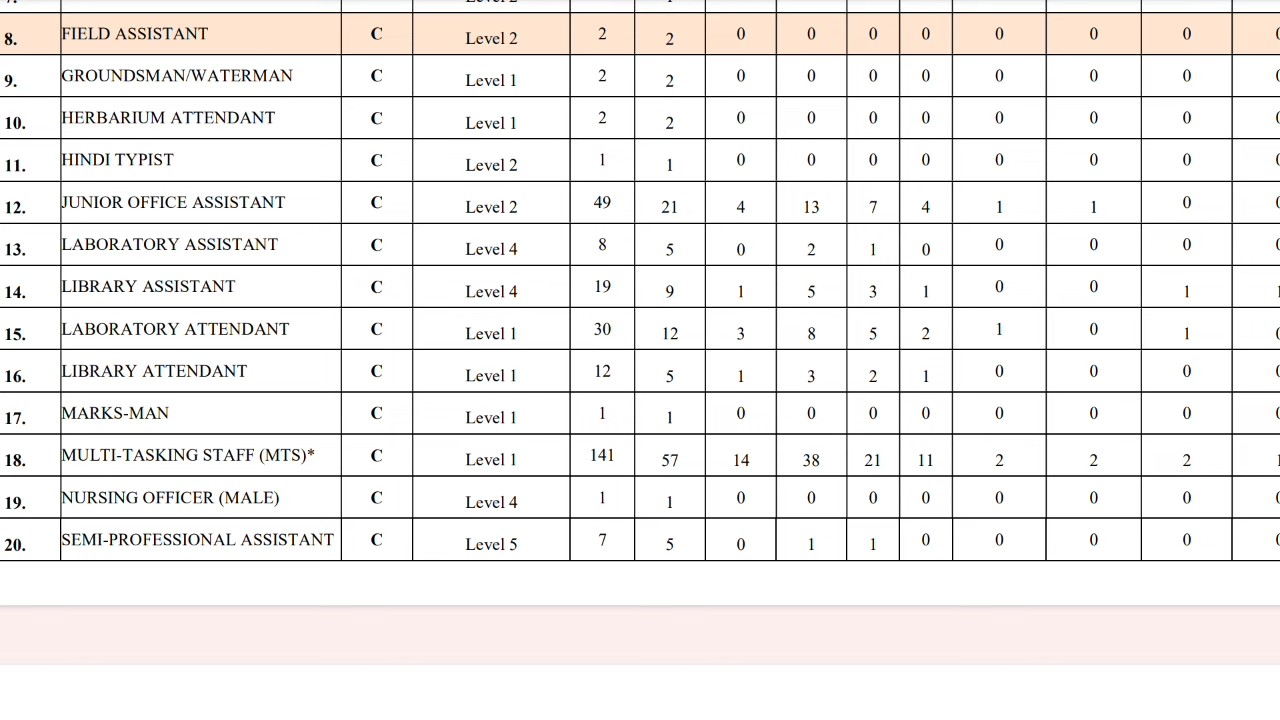 8. FIELD ASSISTANT C Level 2 2 2 0 0 0 0 0 0 0
9. GROUNDSMAN/WATERMAN C Level 1 2 2 0 0 0 0 0 0 0
10. HERBARIUM ATTENDANT C Level 1 2 2 0 0 0 0 0 0 0
11. HINDI TYPIST C Level 2 1 1 0 0 0 0 0 0 0
12. JUNIOR OFFICE ASSISTANT C Level 2 49 21 4 13 7 4 1 1 0
13. LABORATORY ASSISTANT C Level 4 8 5 0 2 1 0 0 0 0
14. LIBRARY ASSISTANT C Level 4 19 9 1 5 3 1 0 0 1
15. LABORATORY ATTENDANT C Level 1 30 12 3 8 5 2 1 0 1
16. LIBRARY ATTENDANT C Level 1 12 5 1 3 2 1 0 0 0
17. MARKS-MAN C Level 1 1 1 0 0 0 0 0 0 0
18. MULTI-TASKING STAFF (MTS)* C Level 1 141 57 14 38 21 11 2 2 2
19. NURSING OFFICER (MALE) C Level 4 1 1 0 0 0 0 0 0 0
20. SEMI-PROFESSIONAL ASSISTANT C Level 5 7 5 0 1 1 0 0 0 0